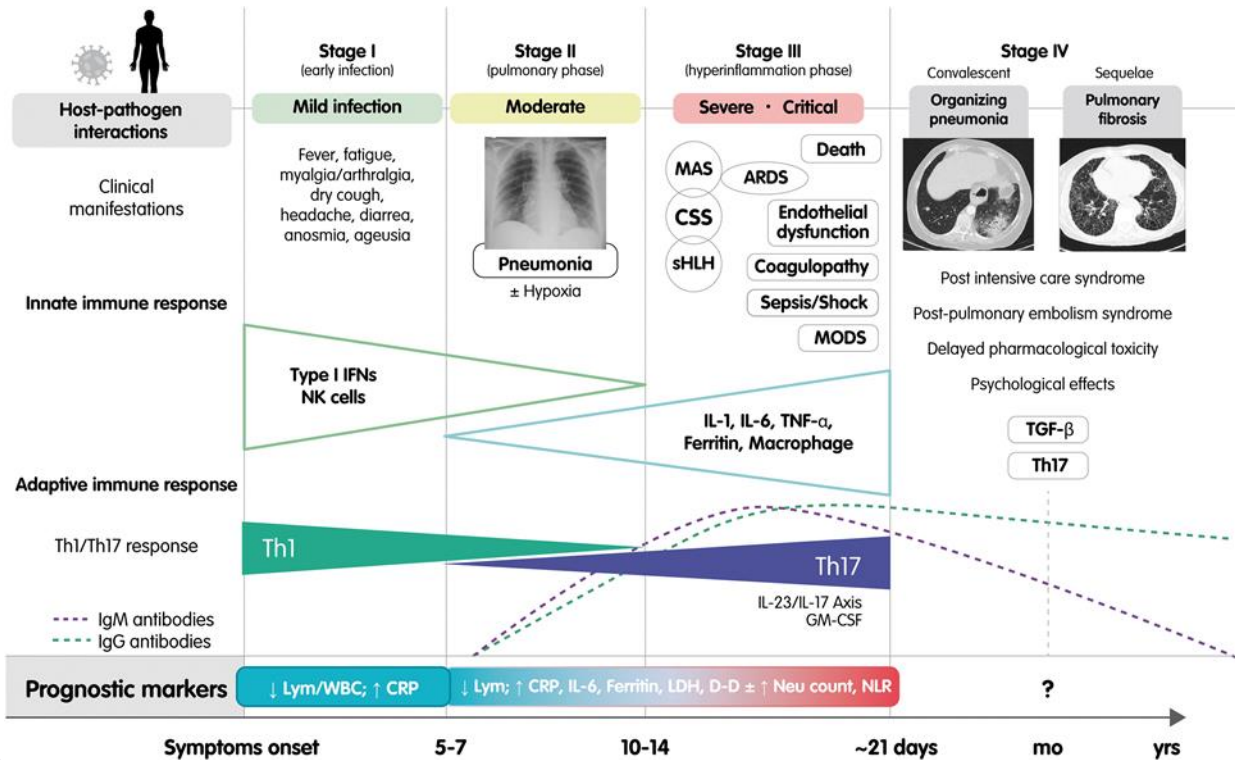 Stage I
(early infection)
Stage II
(pulmonary phase)
Stage III
(hyperinflammation phase)
Stage IV
Convalescent
Sequelae
Host-pathogen
interactions
Mild infection
Moderate
Severe · Critical
Organizing
pneumonia
Pulmonary
fibrosis
Clinical
manifestations
Fever, fatigue,
myalgia/arthralgia,
dry cough,
headache, diarrea,
anosmia, ageusia
Pneumonia
± Hypoxia
MAS
CSS
sHLH
Death
ARDS
Endothelial
dysfunction
Coagulopathy
Sepsis/Shock
MODS
Post intensive care syndrome
Post-pulmonary embolism syndrome
Delayed pharmacological toxicity
Psychological effects
TGF-β
Th17
Innate immune response
Type I IFNs
NK cells
IL-1, IL-6, TNF-α,
Ferritin, Macrophage
Adaptive immune response
Th1/Th17 response
Th1
Th17
IL-23/IL-17 Axis
GM-CSF
IgM antibodies
IgG antibodies
Prognostic markers
↓ Lym/WBC; ↑ CRP
↓ Lym; ↑ CRP, IL-6, Ferritin, LDH, D-D ± ↑ Neu count, NLR
?
Symptoms onset
5-7
10-14
~21 days
mo
yrs